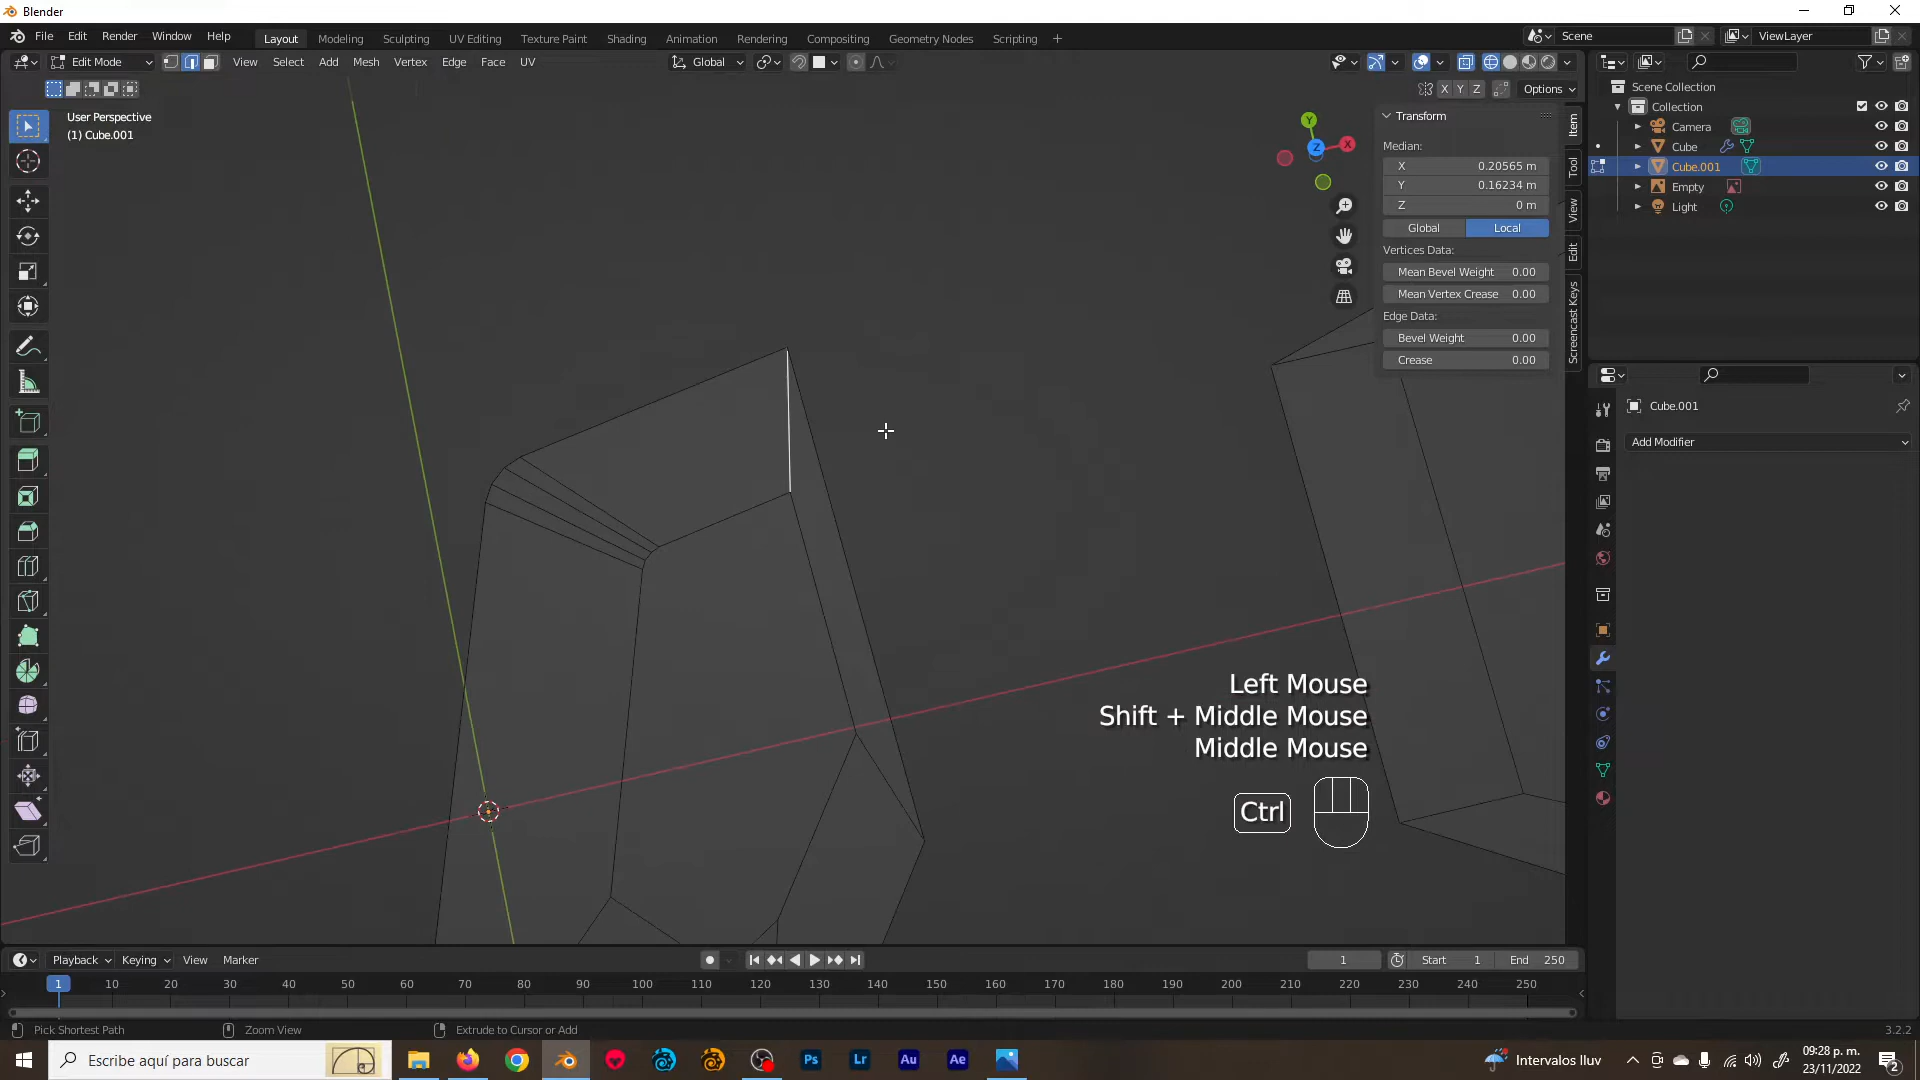 Blender
File Edit Render Window Help
Layout Modeling Sculpting UV Editing Texture Paint Shading Animation Rendering Compositing Geometry Nodes Scripting +
Scene
ViewLayer
Edit Mode View Select Add Mesh Vertex Edge Face UV
Global
X Y Z
Options
User Perspective
(1) Cube.001
Y
X
Z
Transform
Median:
X 0.20565 m
Y 0.16234 m
Z 0 m
Global Local
Vertices Data:
Mean Bevel Weight 0.00
Mean Vertex Crease 0.00
Edge Data:
Bevel Weight 0.00
Crease 0.00
Item
Tool
View
Edit
Screencast Keys
Scene Collection
Collection
Camera
Cube
Cube.001
Empty
Light
Cube.001
Add Modifier
Left Mouse
Shift + Middle Mouse
Middle Mouse
Ctrl
Playback Keying View Marker
1 Start 1 End 250
1 10 20 30 40 50 60 70 80 90 100 110 120 130 140 150 160 170 180 190 200 210 220 230 240 250
Pick Shortest Path Zoom View Extrude to Cursor or Add
3.2.2
Escribe aquí para buscar
Ps Lr Au Ae
Intervalos lluv
09:28 p. m.
23/11/2022
2